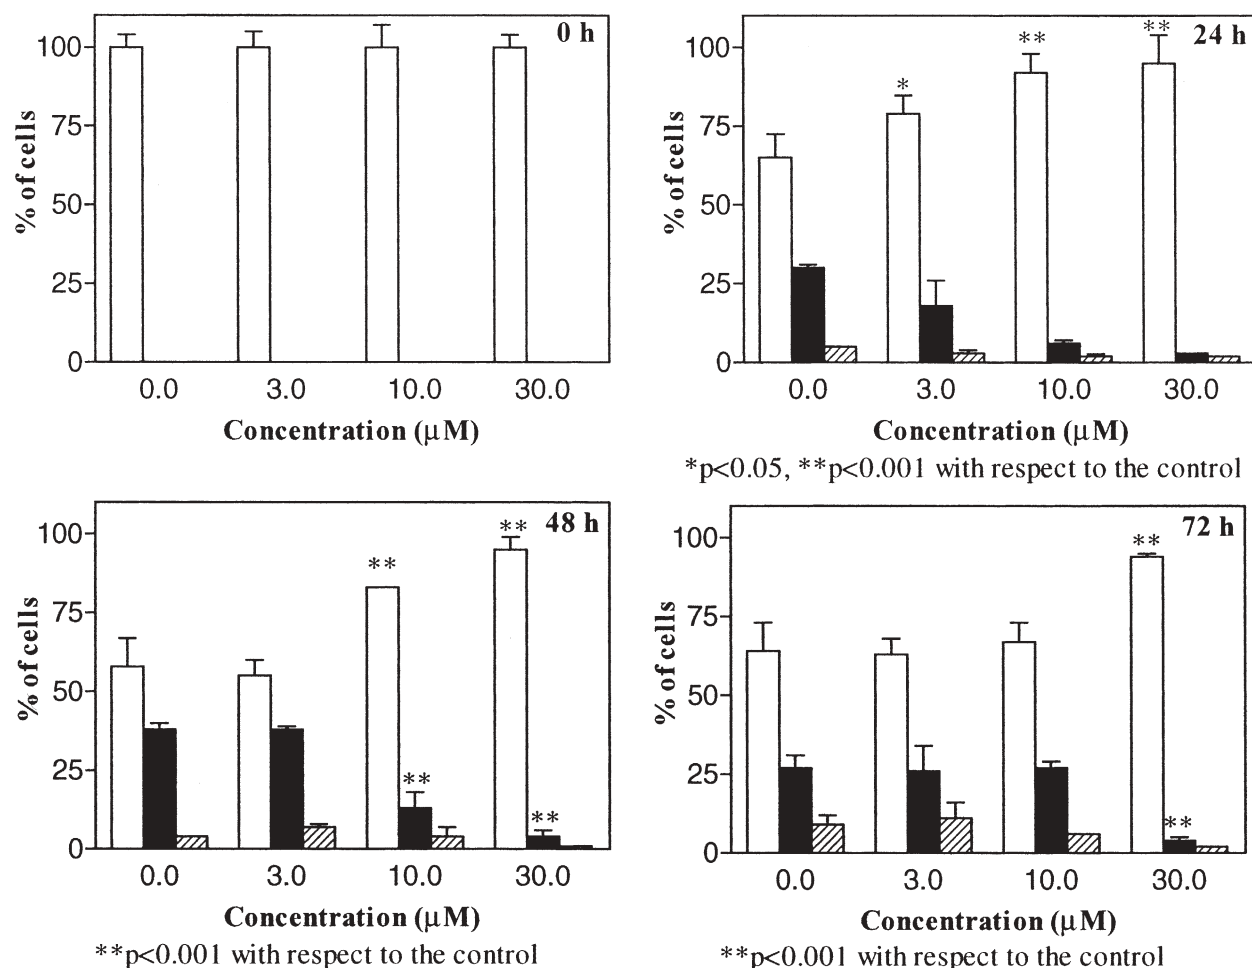 0 h
100
75
50
25
0
% of cells
0.0 3.0 10.0 30.0
Concentration (µM)
24 h
100
75
50
25
0
% of cells
* ** **
0.0 3.0 10.0 30.0
Concentration (µM)
*p<0.05, **p<0.001 with respect to the control
48 h
100
75
50
25
0
% of cells
** **
** **
0.0 3.0 10.0 30.0
Concentration (µM)
**p<0.001 with respect to the control
72 h
100
75
50
25
0
% of cells
**
**
0.0 3.0 10.0 30.0
Concentration (µM)
**p<0.001 with respect to the control